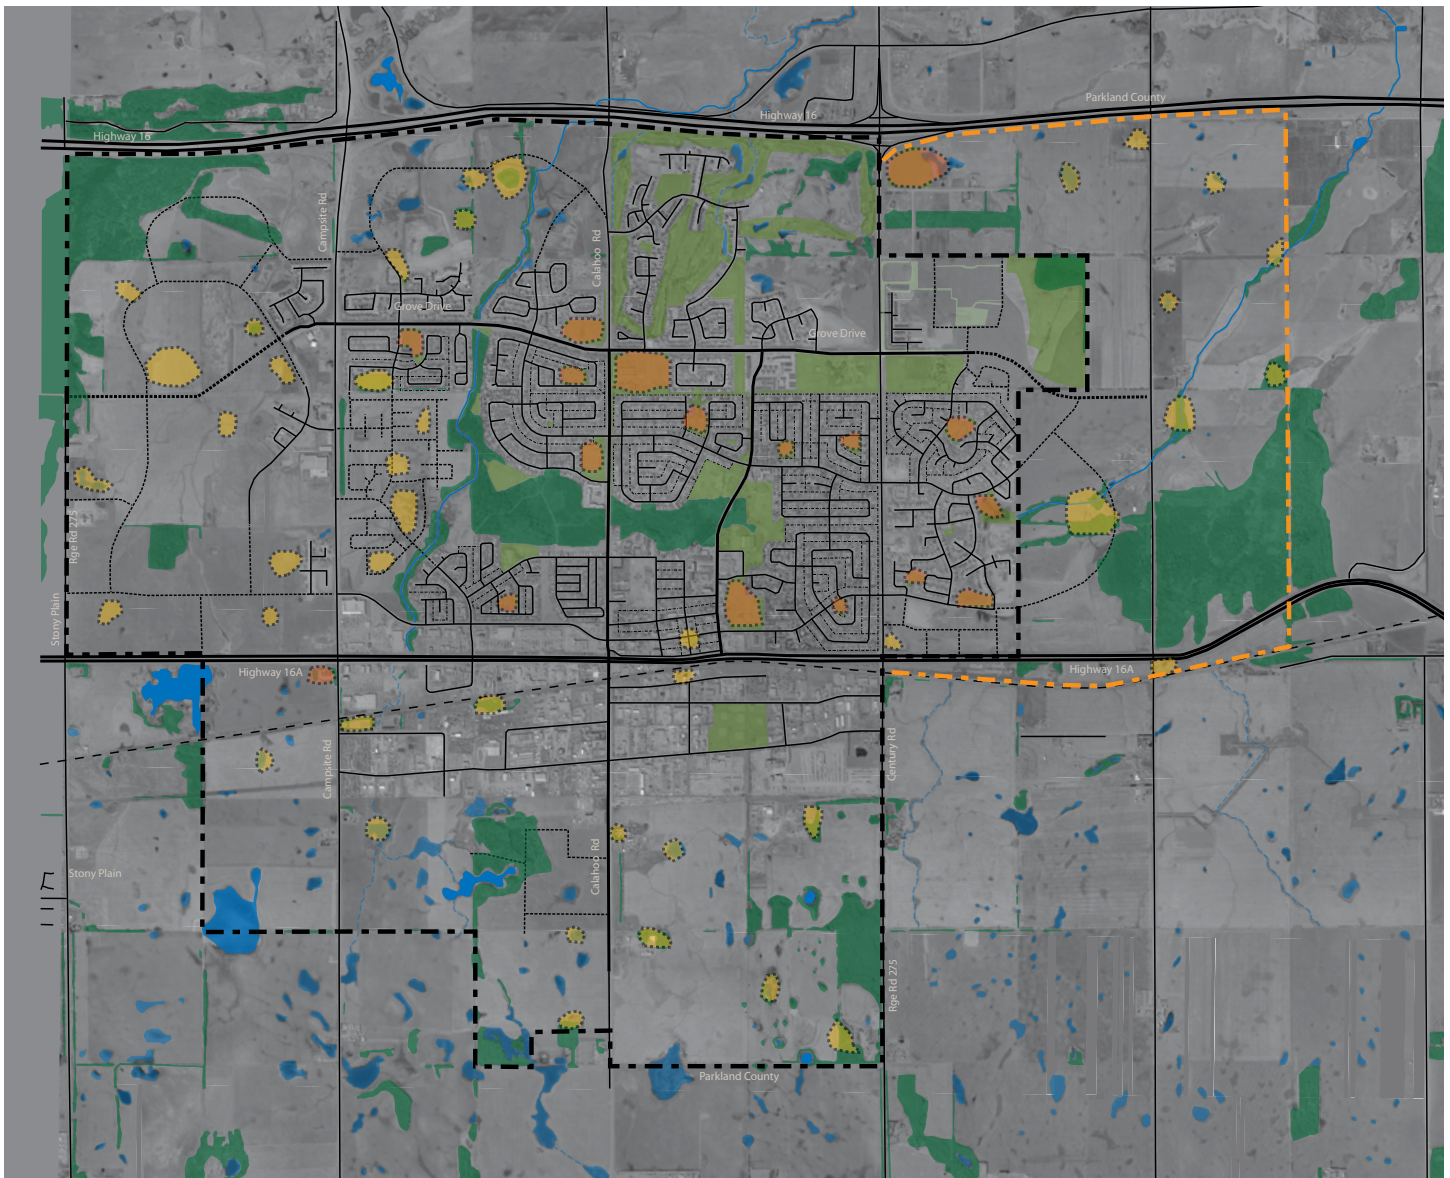 Parkland County
Highway 16
Highway 16
Campsite Rd
Calahoo Rd
Grove Drive
Grove Drive
Rge Rd 275
Stony Plain
Highway 16A
Highway 16A
Campsite Rd
Century Rd
Calahoo Rd
Stony Plain
Rge Rd 275
Parkland County